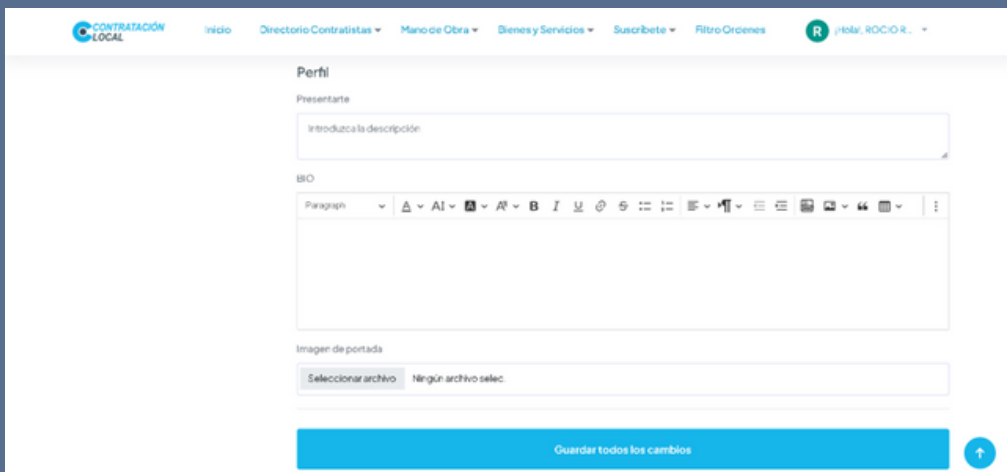 CONTRATACIÓN
LOCAL
Inicio Directorio Contratistas Mano de Obra Bienes y Servicios Suscríbete Filtro Ordenes R ¡Hola!, ROCIO R...
Perfil
Presentarte
Introduzca la descripción
BIO
Paragraph A AI A A B I U S
Imagen de portada
Seleccionar archivo Ningún archivo selec.
Guardar todos los cambios